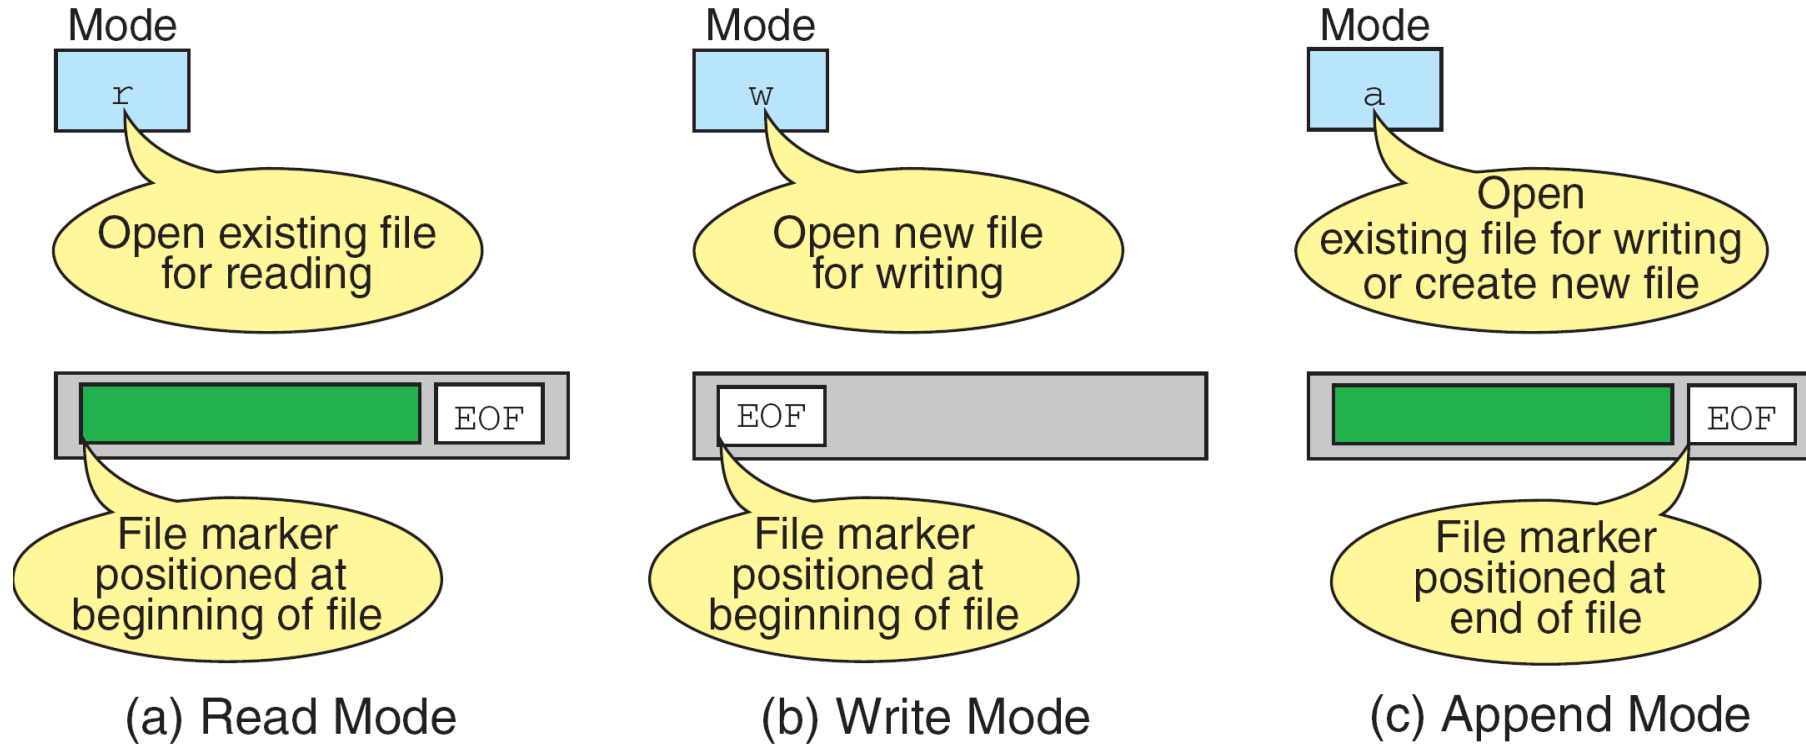 Mode
r
Open existing file
for reading
EOF
File marker
positioned at
beginning of file
(a) Read Mode
Mode
w
Open new file
for writing
EOF
File marker
positioned at
beginning of file
(b) Write Mode
Mode
a
Open
existing file for writing
or create new file
EOF
File marker
positioned at
end of file
(c) Append Mode